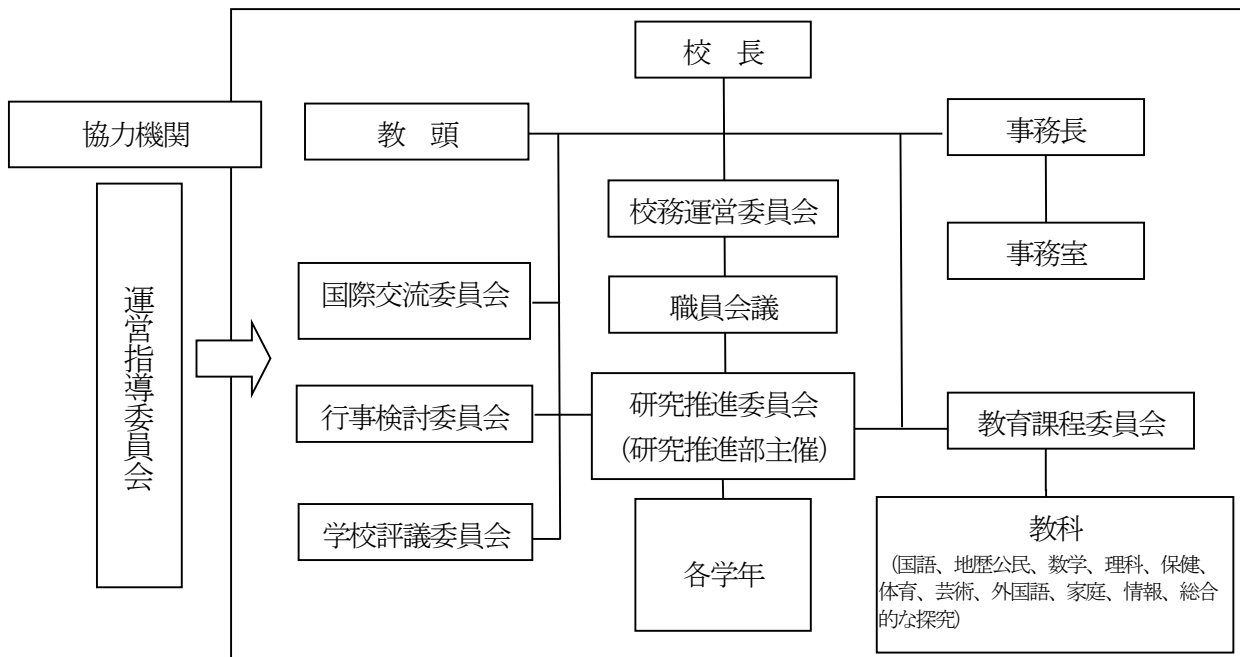 校　長
協力機関
教　頭
事務長
校務運営委員会
事務室
国際交流委員会
職員会議
運営指導委員会
行事検討委員会
研究推進委員会
（研究推進部主催）
教育課程委員会
学校評議委員会
各学年
教科
（国語、地歴公民、数学、理科、保健、
体育、芸術、外国語、家庭、情報、総合
的な探究）